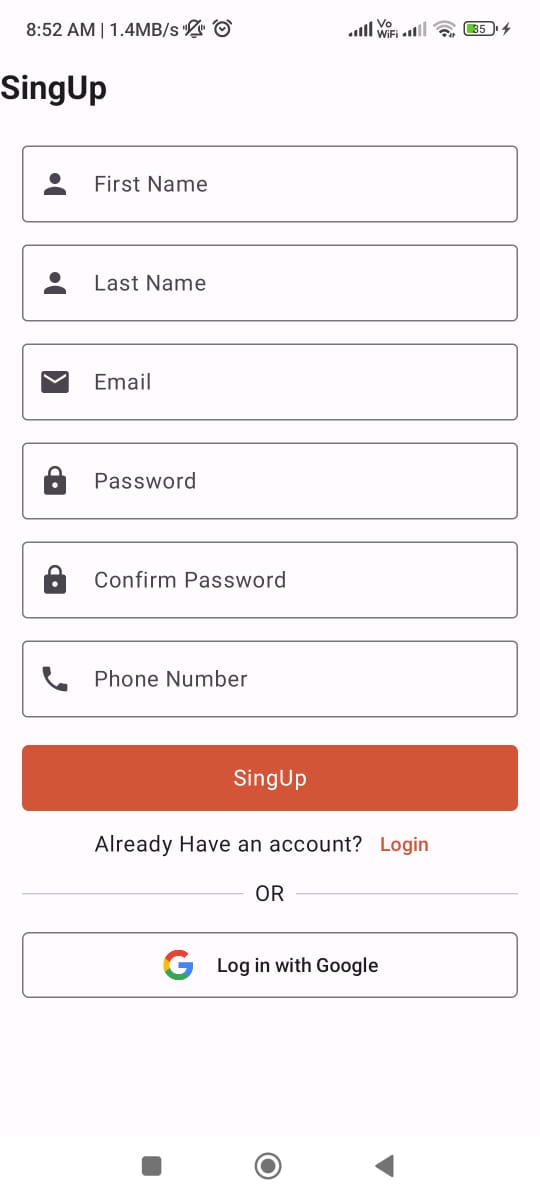 8:52 AM | 1.4MB/s Vo WiFi 35
SingUp
First Name
Last Name
Email
Password
Confirm Password
Phone Number
SingUp
Already Have an account? Login
OR
Log in with Google